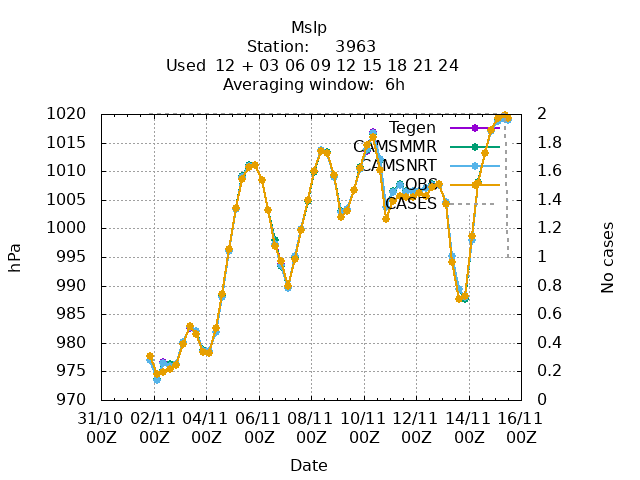 Mslp
Station: 3963
Used 12 + 03 06 09 12 15 18 21 24
Averaging window: 6h
1020
1015
1010
1005
1000
995
990
985
980
975
970
hPa
2
1.8
1.6
1.4
1.2
1
0.8
0.6
0.4
0.2
0
No cases
Tegen
CAMSMMR
CAMSNRT
OBS
CASES
31/10 02/11 04/11 06/11 08/11 10/11 12/11 14/11 16/11
00Z 00Z 00Z 00Z 00Z 00Z 00Z 00Z 00Z
Date